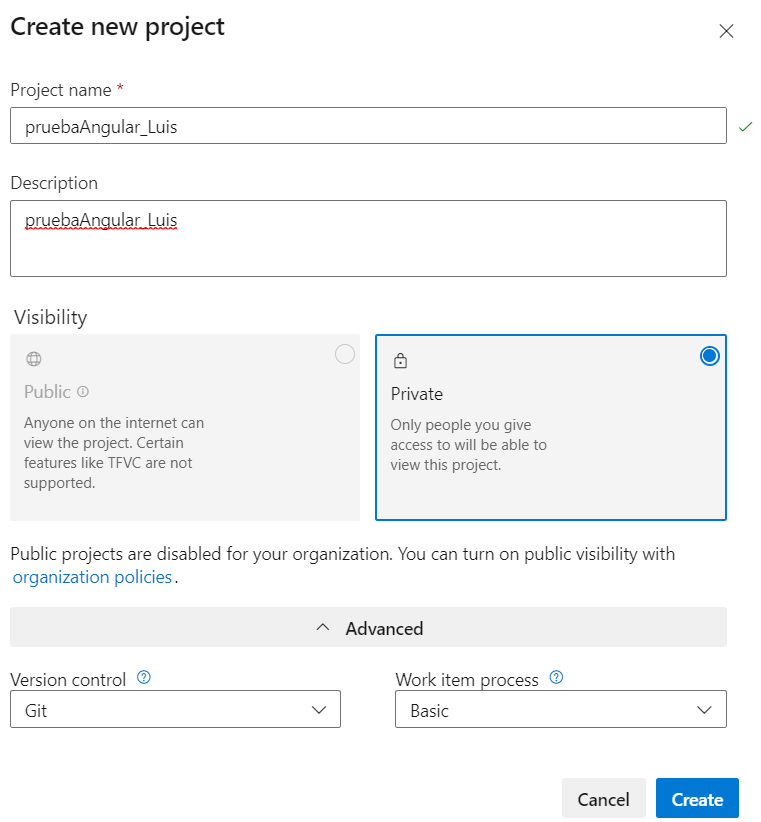 Create new project
Project name *
pruebaAngular_Luis
Description
pruebaAngular_Luis
Visibility
Public
Anyone on the internet can
view the project. Certain
features like TFVC are not
supported.
Private
Only people you give
access to will be able to
view this project.
Public projects are disabled for your organization. You can turn on public visibility with
organization policies.
Advanced
Version control
Git
Work item process
Basic
Cancel
Create